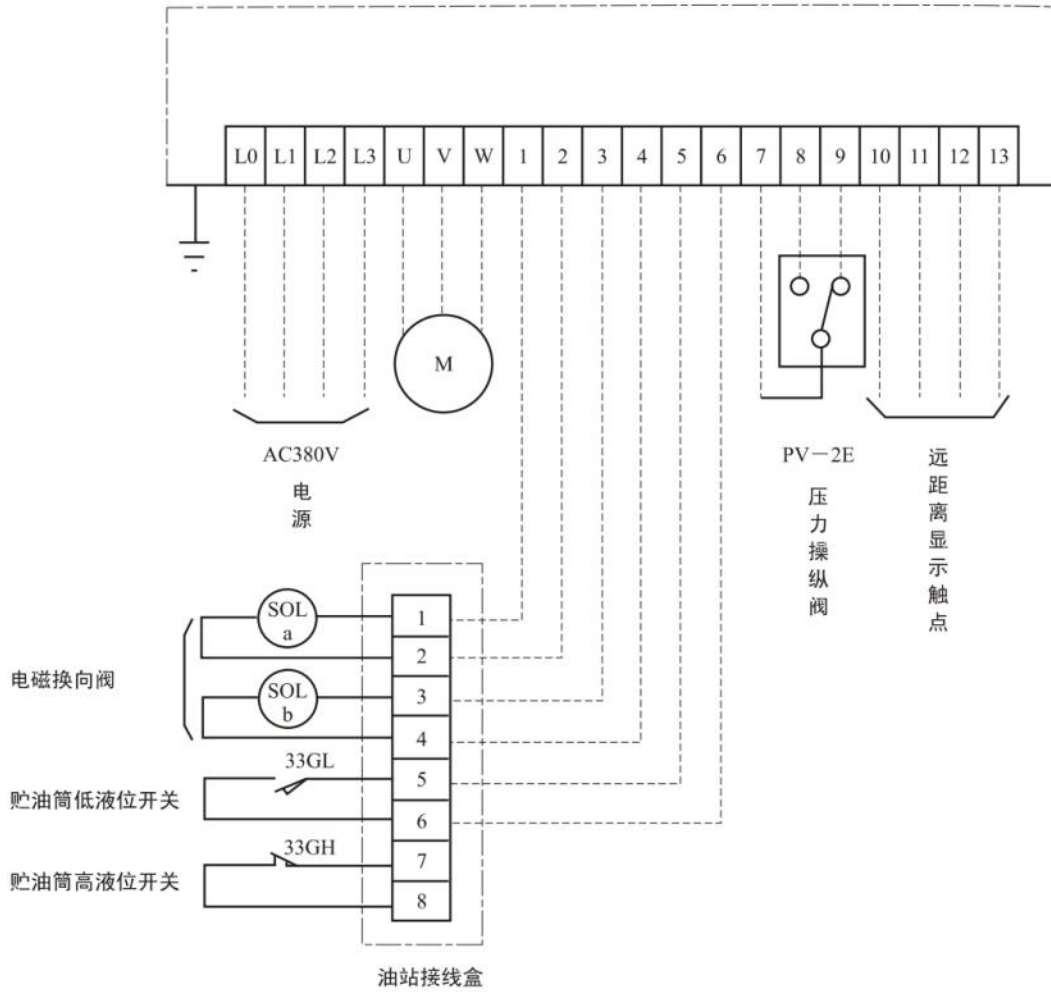 L0 L1 L2 L3 U V W 1 2 3 4 5 6 7 8 9 10 11 12 13
M
AC380V
电源
PV－2E
压力操纵阀
远距离显示触点
电磁换向阀
SOL a
SOL b
33GL
贮油筒低液位开关
33GH
贮油筒高液位开关
1
2
3
4
5
6
7
8
油站接线盒